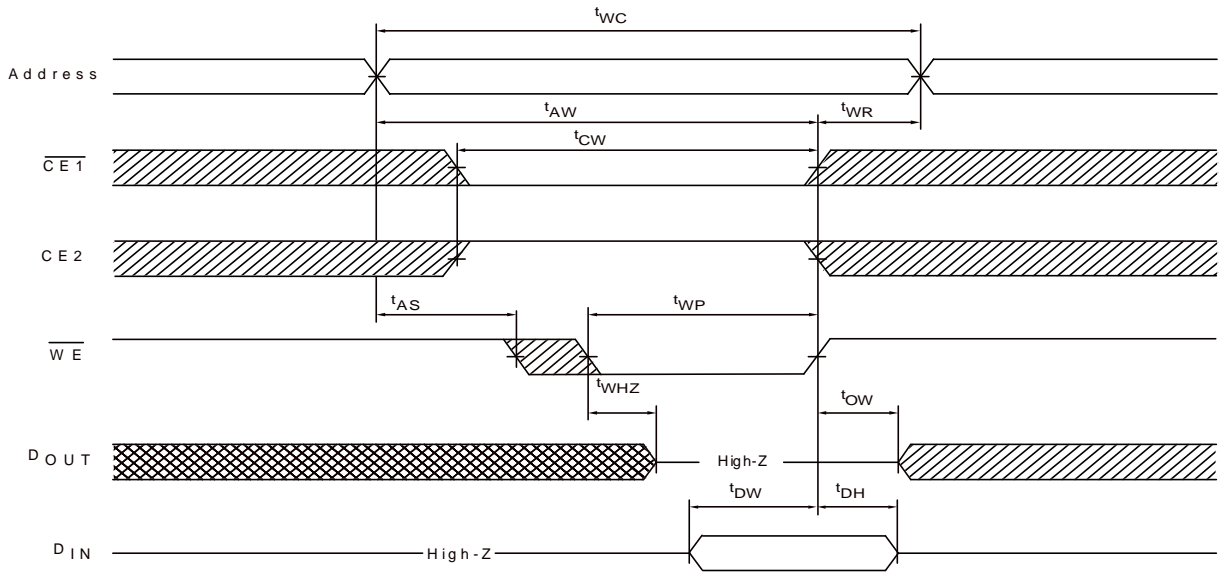 tWC
Address
tAW
tWR
tCW
CE1
CE2
tAS
tWP
WE
tWHZ
tOW
DOUT
High-Z
tDW
tDH
DIN
High-Z